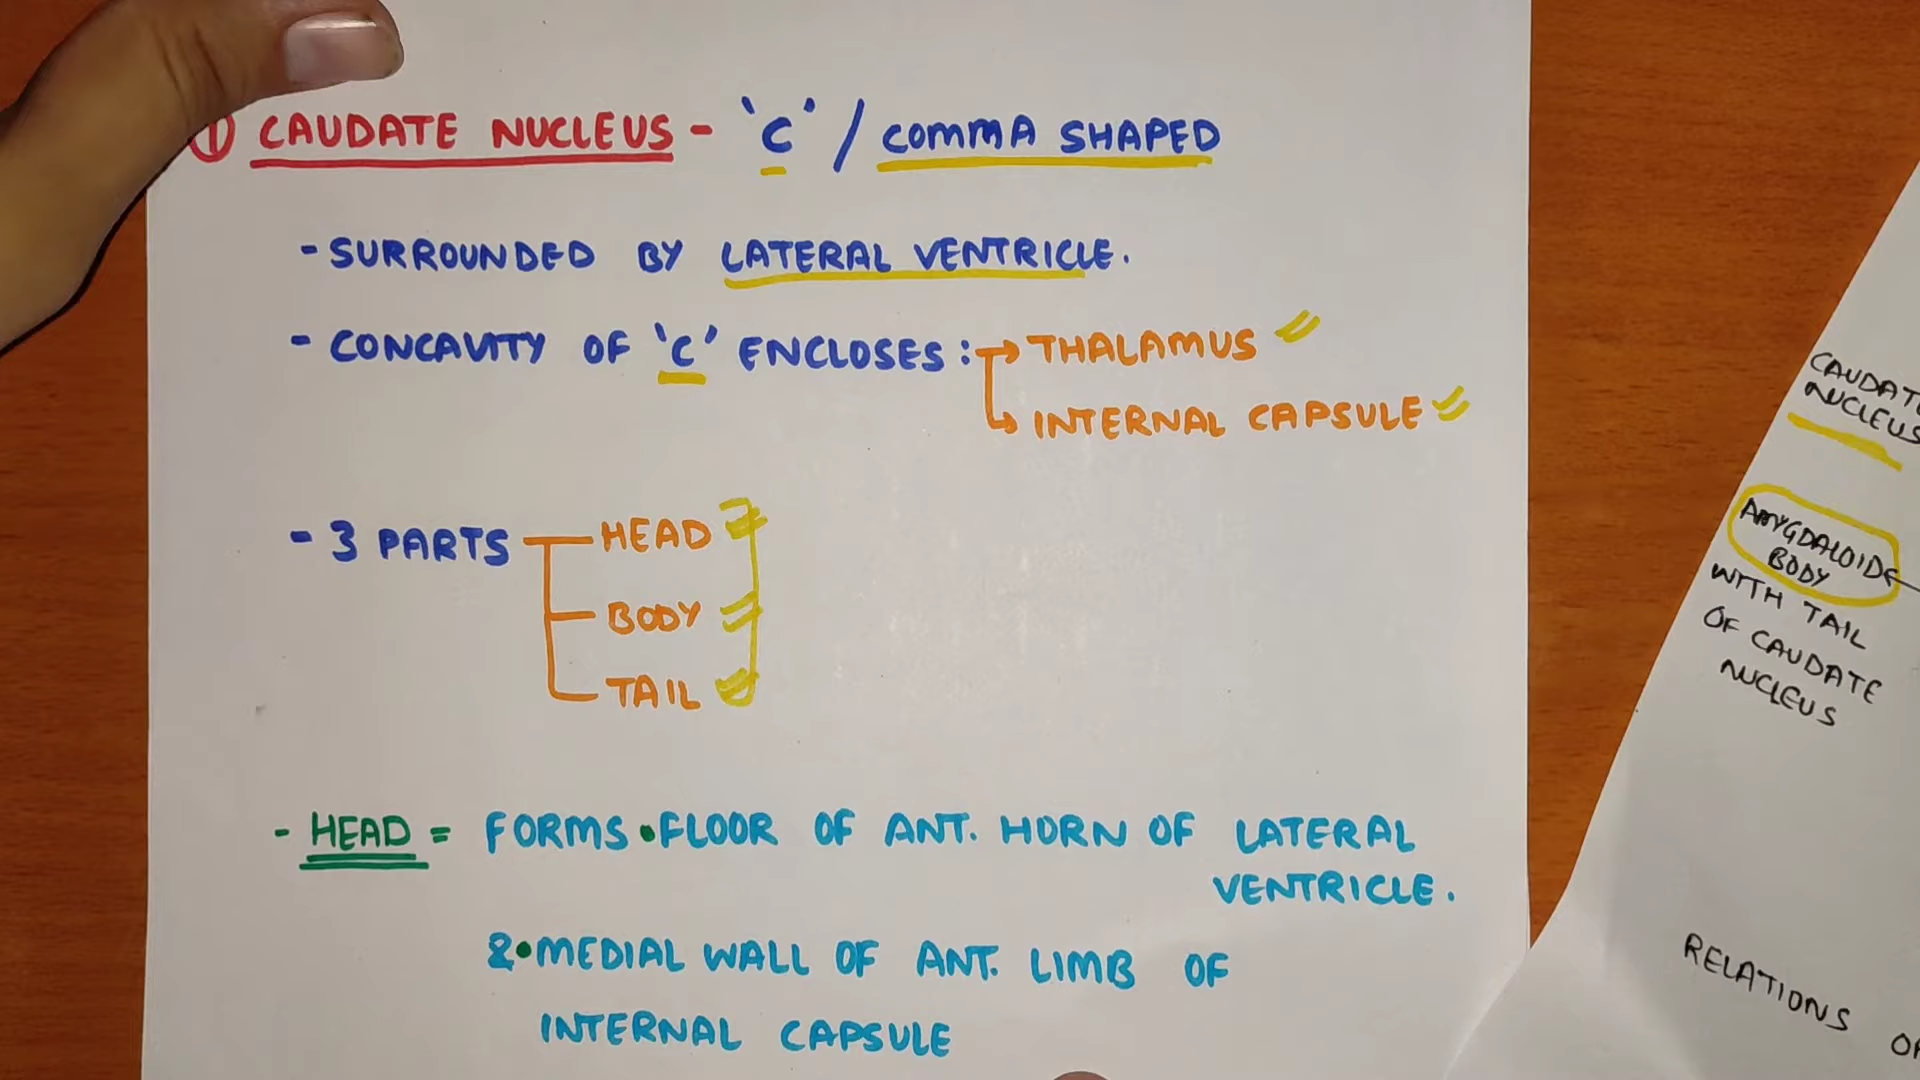 ① CAUDATE NUCLEUS - 'C' / COMMA SHAPED
- SURROUNDED BY LATERAL VENTRICLE.
- CONCAVITY OF 'C' ENCLOSES : → THALAMUS
↳ INTERNAL CAPSULE
- 3 PARTS HEAD
BODY
TAIL
- HEAD = FORMS • FLOOR OF ANT. HORN OF LATERAL
VENTRICLE.
& • MEDIAL WALL OF ANT. LIMB OF
INTERNAL CAPSULE
CAUDATE
NUCLEUS
AMYGDALOID
BODY
WITH TAIL
OF CAUDATE
NUCLEUS
RELATIONS OF